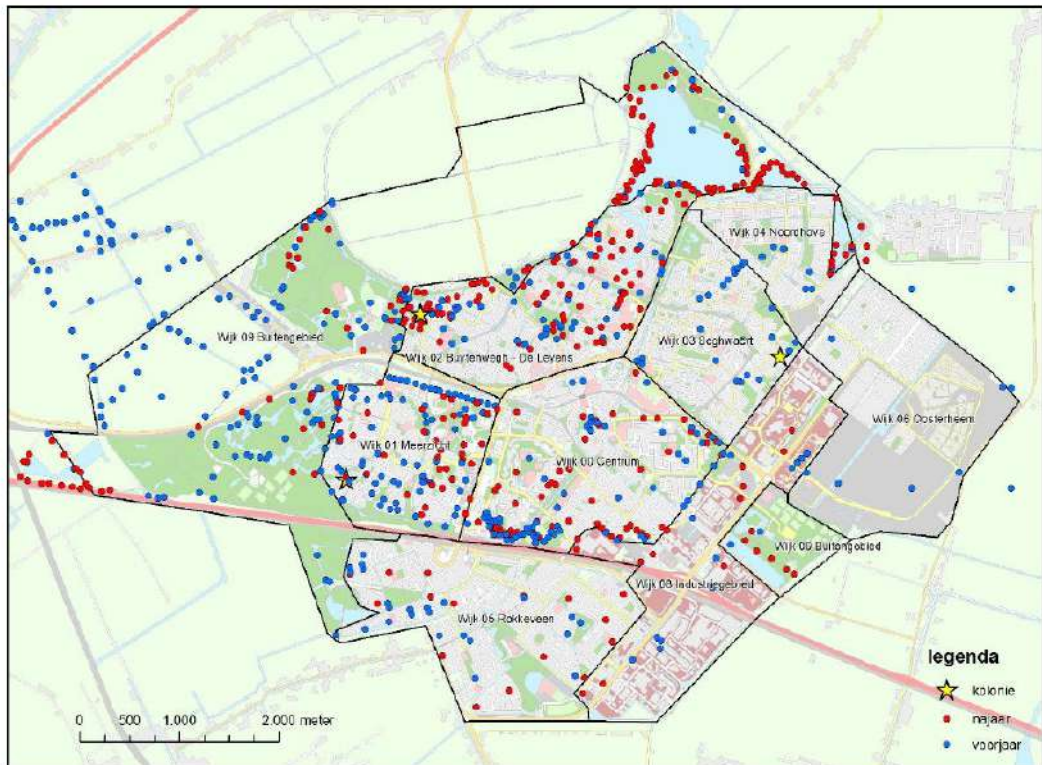 Wijk 04 Noordhove
Wijk 09 Buitengebied
Wijk 03 Seghwaert
Wijk 02 Buytenwegh - De Leyens
Wijk 06 Oosterheem
Wijk 01 Meerzicht
Wijk 00 Centrum
Wijk 09 Buitengebied
Wijk 08 Industriegebied
Wijk 05 Rokkeveen
legenda
kolonie
najaar
voorjaar
0 500 1.000 2.000 meter